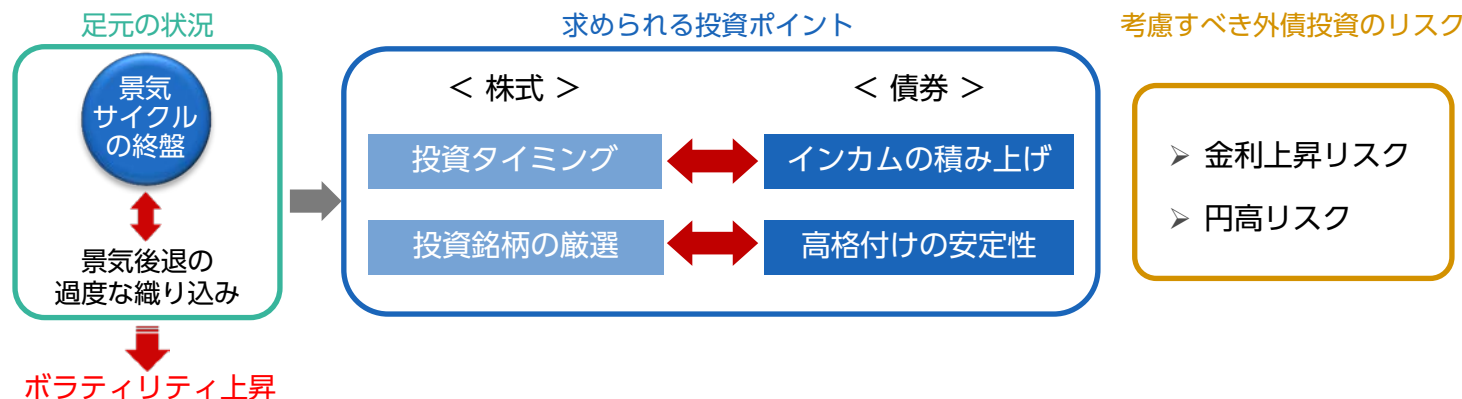 足元の状況
景気
サイクル
の終盤
景気後退の
過度な織り込み
ボラティリティ上昇
求められる投資ポイント
＜ 株式 ＞
＜ 債券 ＞
投資タイミング
インカムの積み上げ
投資銘柄の厳選
高格付けの安定性
考慮すべき外債投資のリスク
➢ 金利上昇リスク
➢ 円高リスク